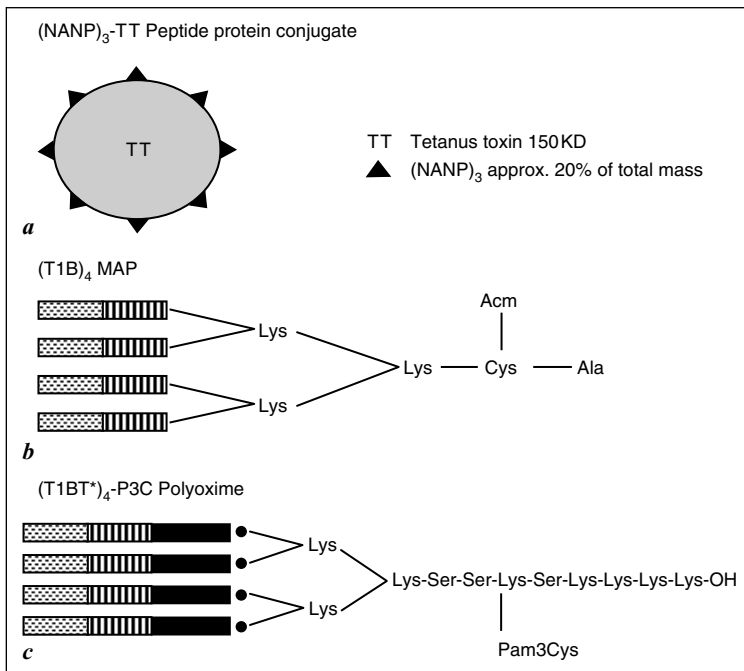 (NANP)3-TT Peptide protein conjugate
TT
TT Tetanus toxin 150 KD
(NANP)3 approx. 20% of total mass
a
(T1B)4 MAP
Acm
Lys
Lys Cys Ala
Lys
b
(T1BT*)4-P3C Polyoxime
Lys
Lys-Ser-Ser-Lys-Ser-Lys-Lys-Lys-Lys-OH
Lys
Pam3Cys
c